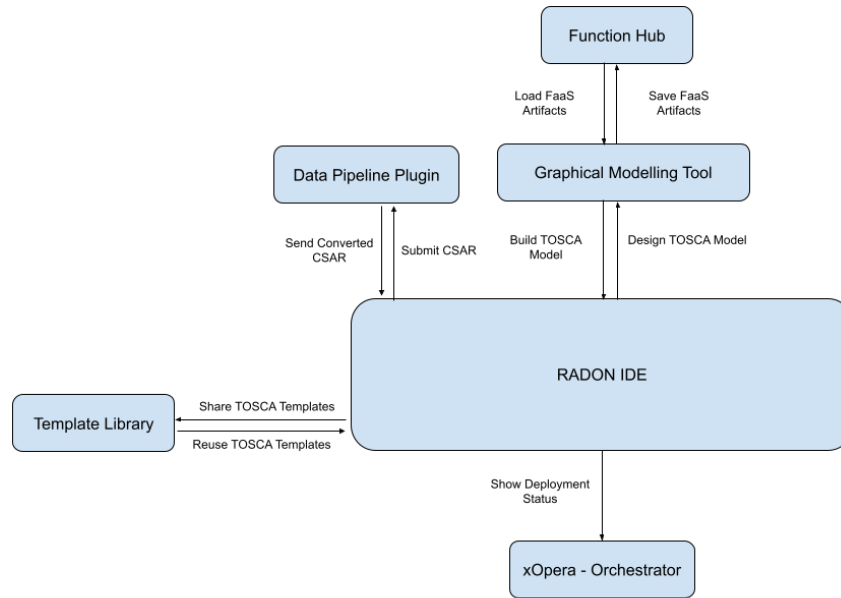 Function Hub
Load FaaS
Artifacts
Save FaaS
Artifacts
Data Pipeline Plugin
Graphical Modelling Tool
Send Converted
CSAR
Submit CSAR
Build TOSCA
Model
Design TOSCA Model
RADON IDE
Template Library
Share TOSCA Templates
Reuse TOSCA Templates
Show Deployment
Status
xOpera - Orchestrator